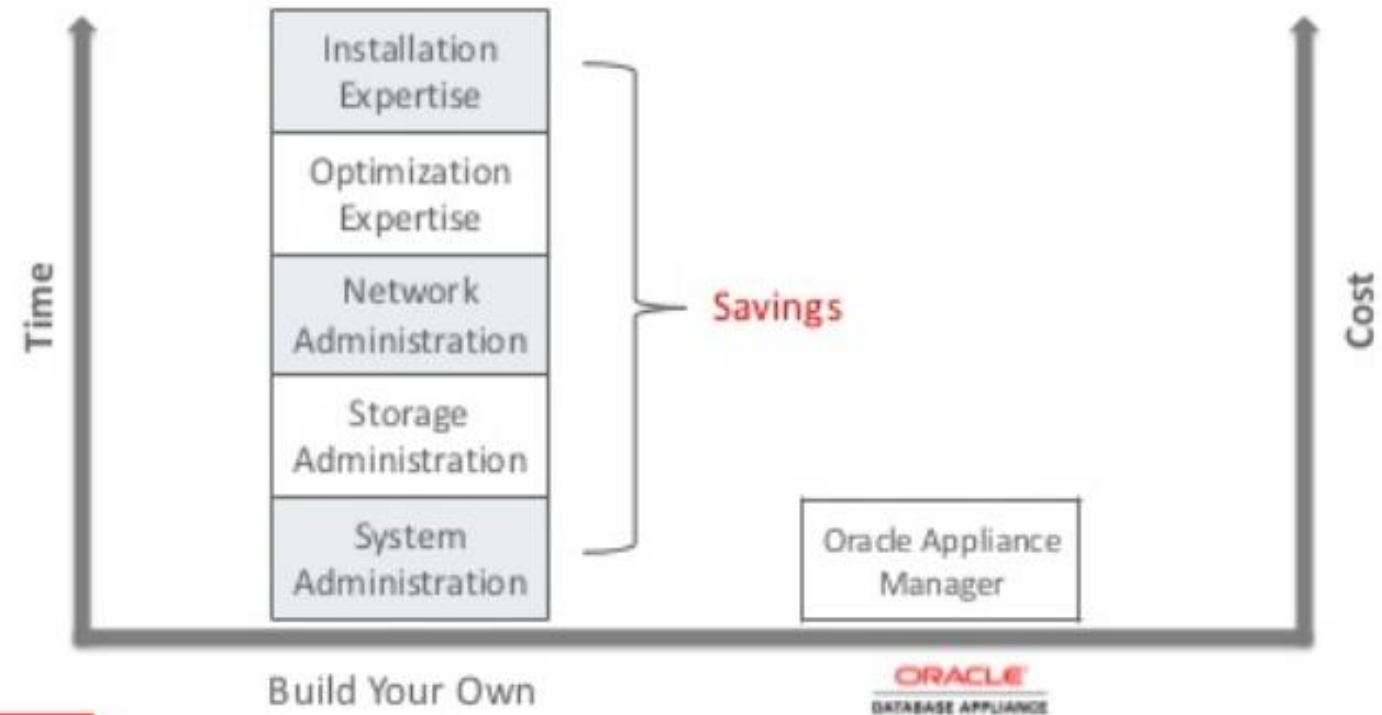 Installation
Expertise
Optimization
Expertise
Network
Administration
Storage
Administration
System
Administration
Time
Savings
Cost
Oracle Appliance
Manager
Build Your Own
ORACLE
DATABASE APPLIANCE